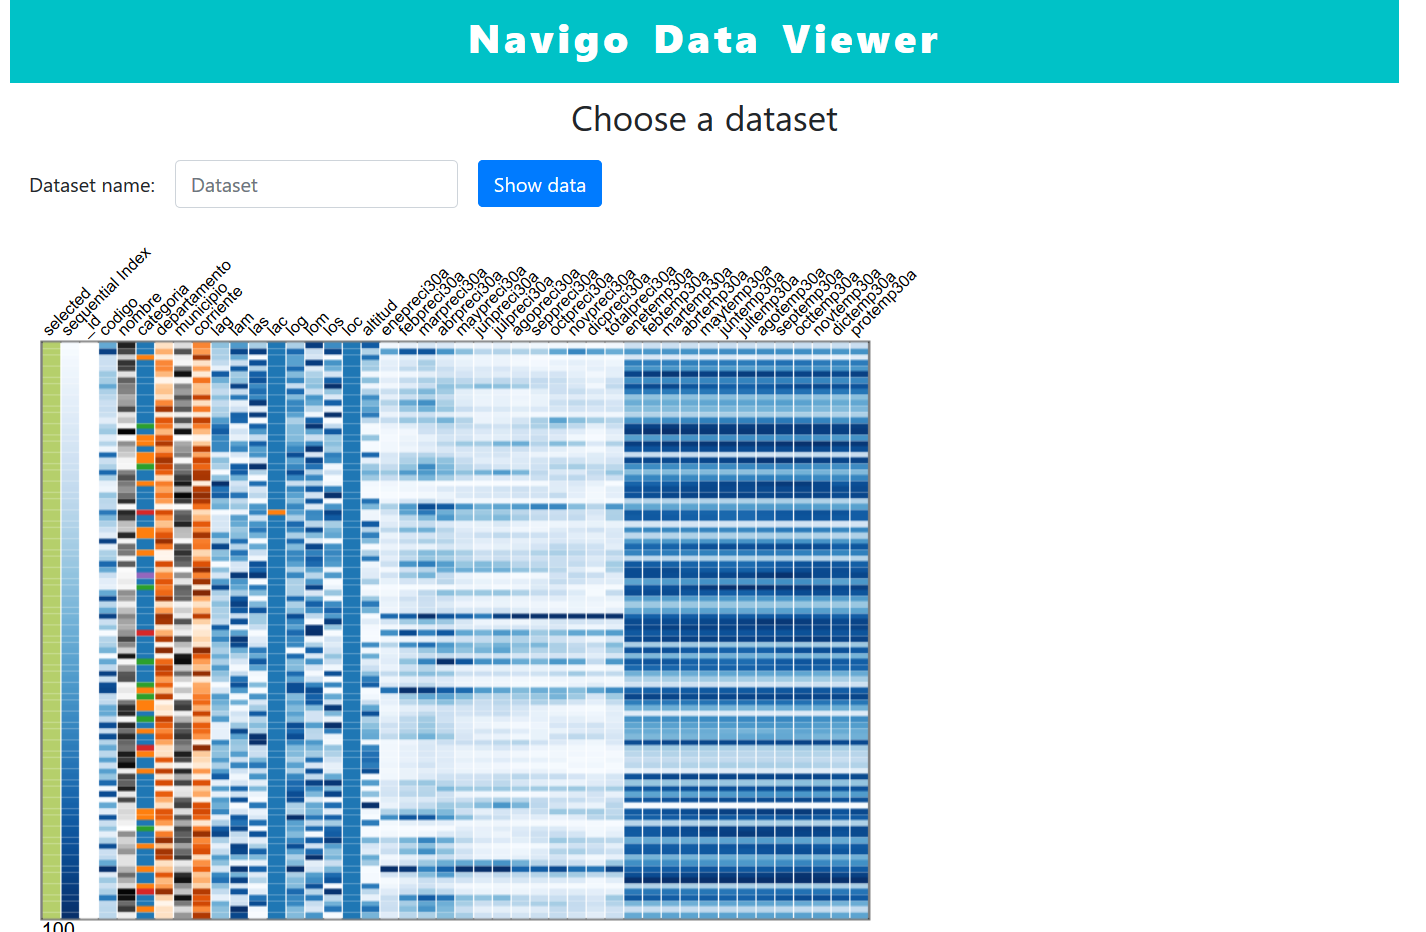 Navigo Data Viewer
Choose a dataset
Dataset name:
Dataset
Show data
selected
sequential Index
_id
codigo
nombre
categoria
departamento
municipio
corriente
lag
lam
las
lac
log
lom
los
loc
altitud
enepreci30a
febpreci30a
marpreci30a
abrpreci30a
maypreci30a
junpreci30a
julpreci30a
agopreci30a
seppreci30a
octpreci30a
novpreci30a
dicpreci30a
totalpreci30a
enetemp30a
febtemp30a
martemp30a
abrtemp30a
maytemp30a
juntemp30a
jultemp30a
agotemp30a
septemp30a
octtemp30a
novtemp30a
dictemp30a
protemp30a
100